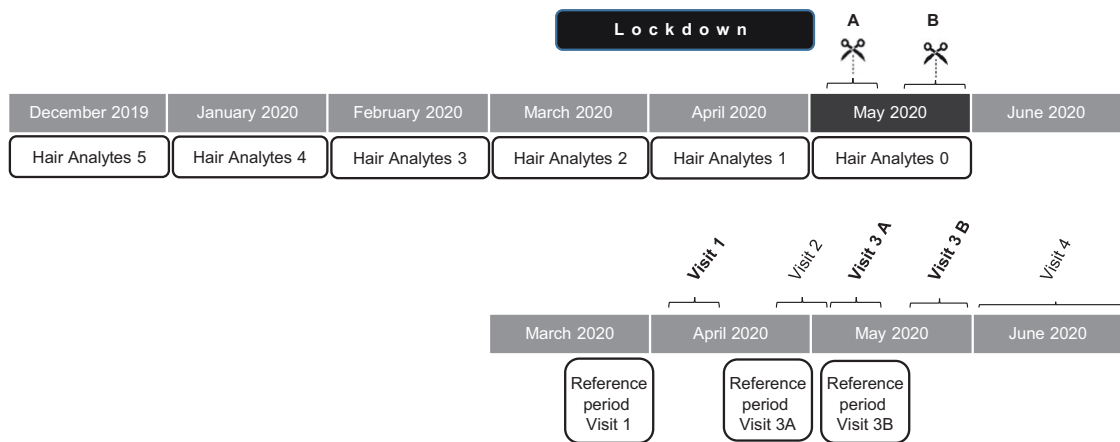 Lockdown
A
B
December 2019
January 2020
February 2020
March 2020
April 2020
May 2020
June 2020
Hair Analytes 5
Hair Analytes 4
Hair Analytes 3
Hair Analytes 2
Hair Analytes 1
Hair Analytes 0
Visit 1
Visit 2
Visit 3 A
Visit 3 B
Visit 4
March 2020
April 2020
May 2020
June 2020
Reference
period
Visit 1
Reference
period
Visit 3A
Reference
period
Visit 3B